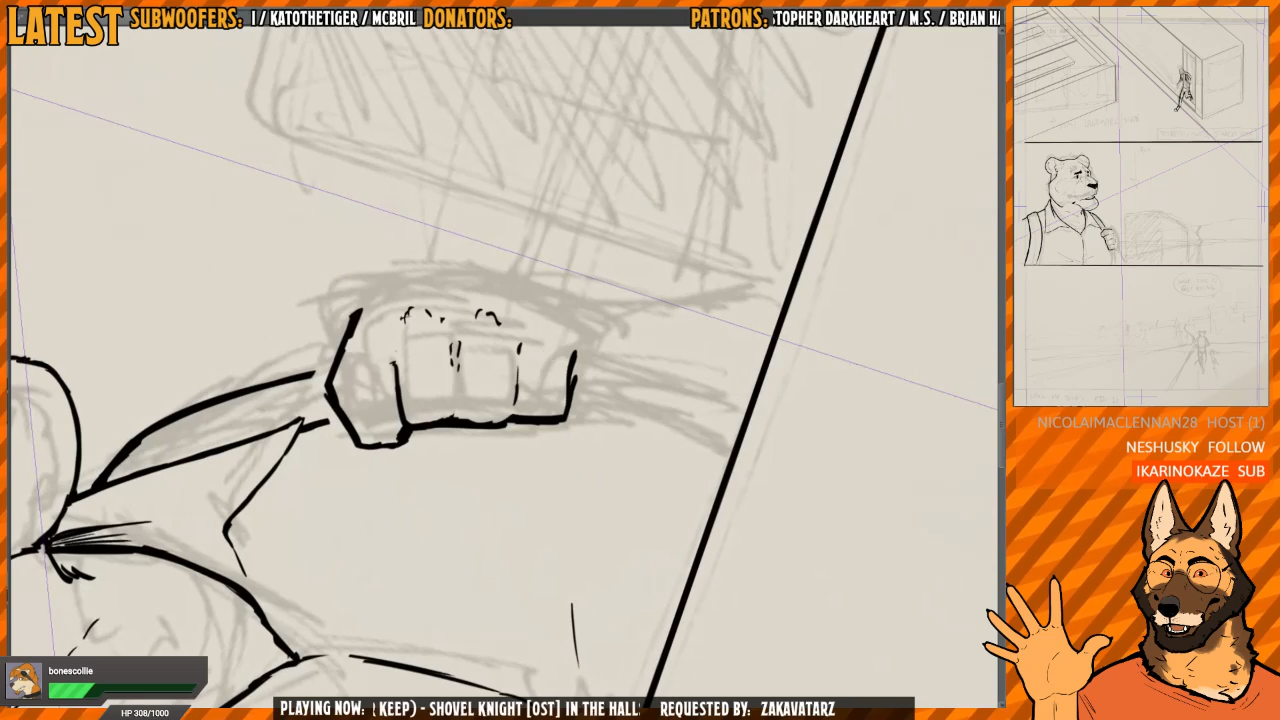 LATEST SUBWOOFERS: I / KATOTHETIGER / MCBRIL DONATORS: PATRONS: TOPHER DARKHEART / M.S. / BRIAN HA
NICOLAIMACLENNAN28 HOST (1)
NESHUSKY FOLLOW
IKARINOKAZE SUB
bonescollie
HP 308/1000
PLAYING NOW: ( KEEP) - SHOVEL KNIGHT [OST] IN THE HALL REQUESTED BY: ZAKAVATARZ